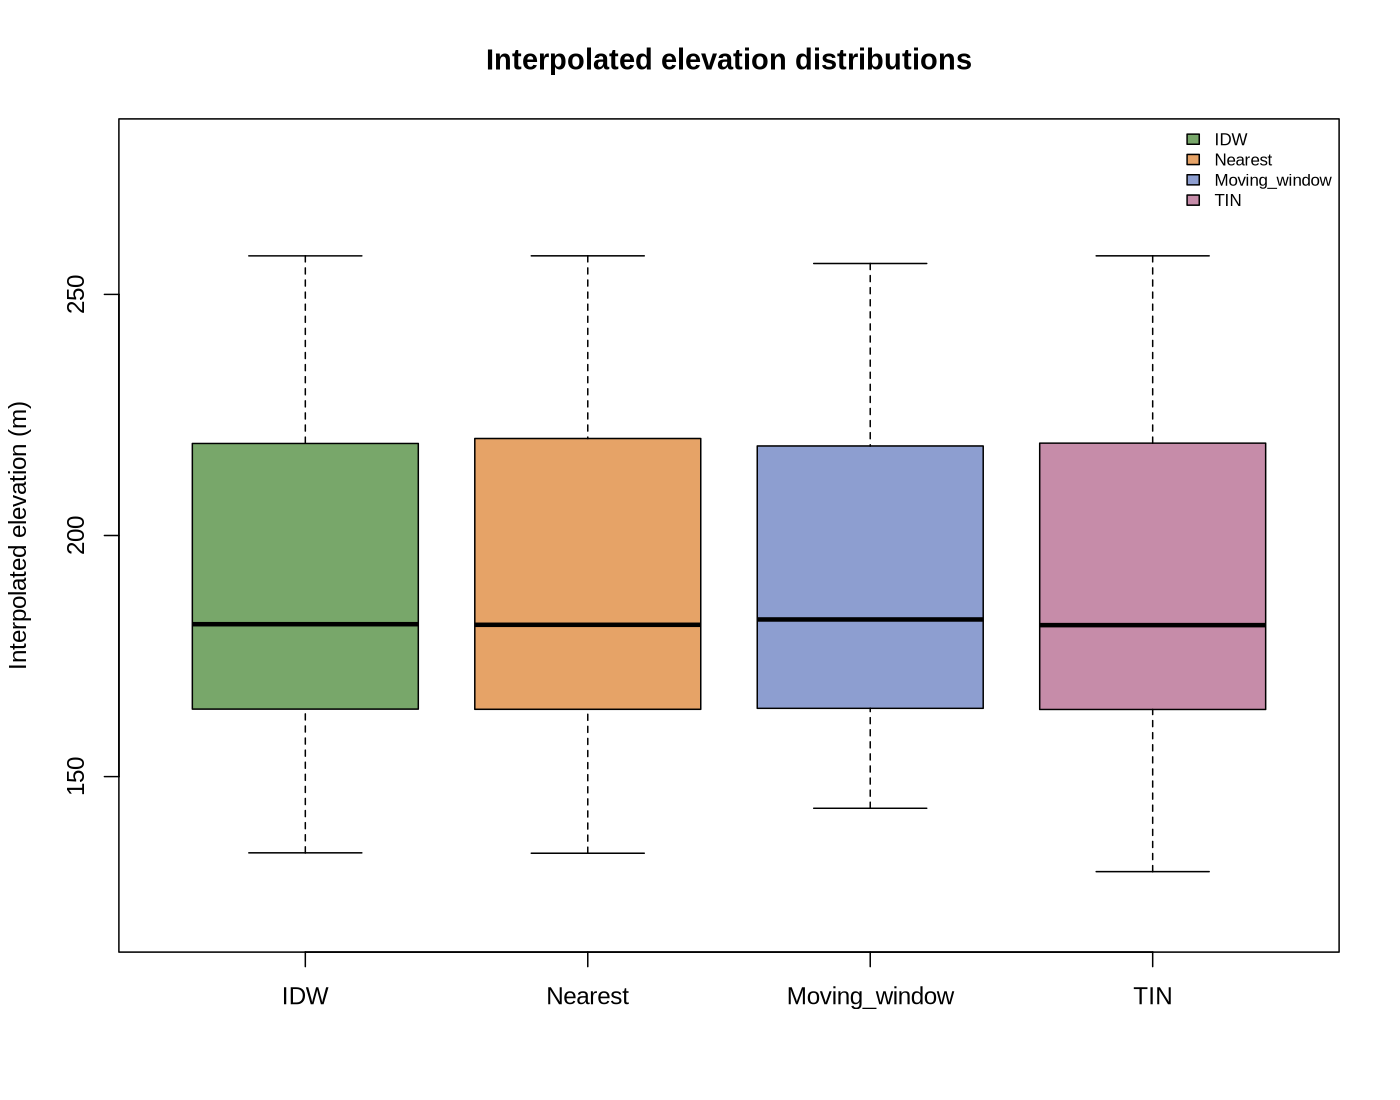 Interpolated elevation distributions
IDW
Nearest
Moving_window
TIN
Interpolated elevation (m)
250
200
150
IDW
Nearest
Moving_window
TIN